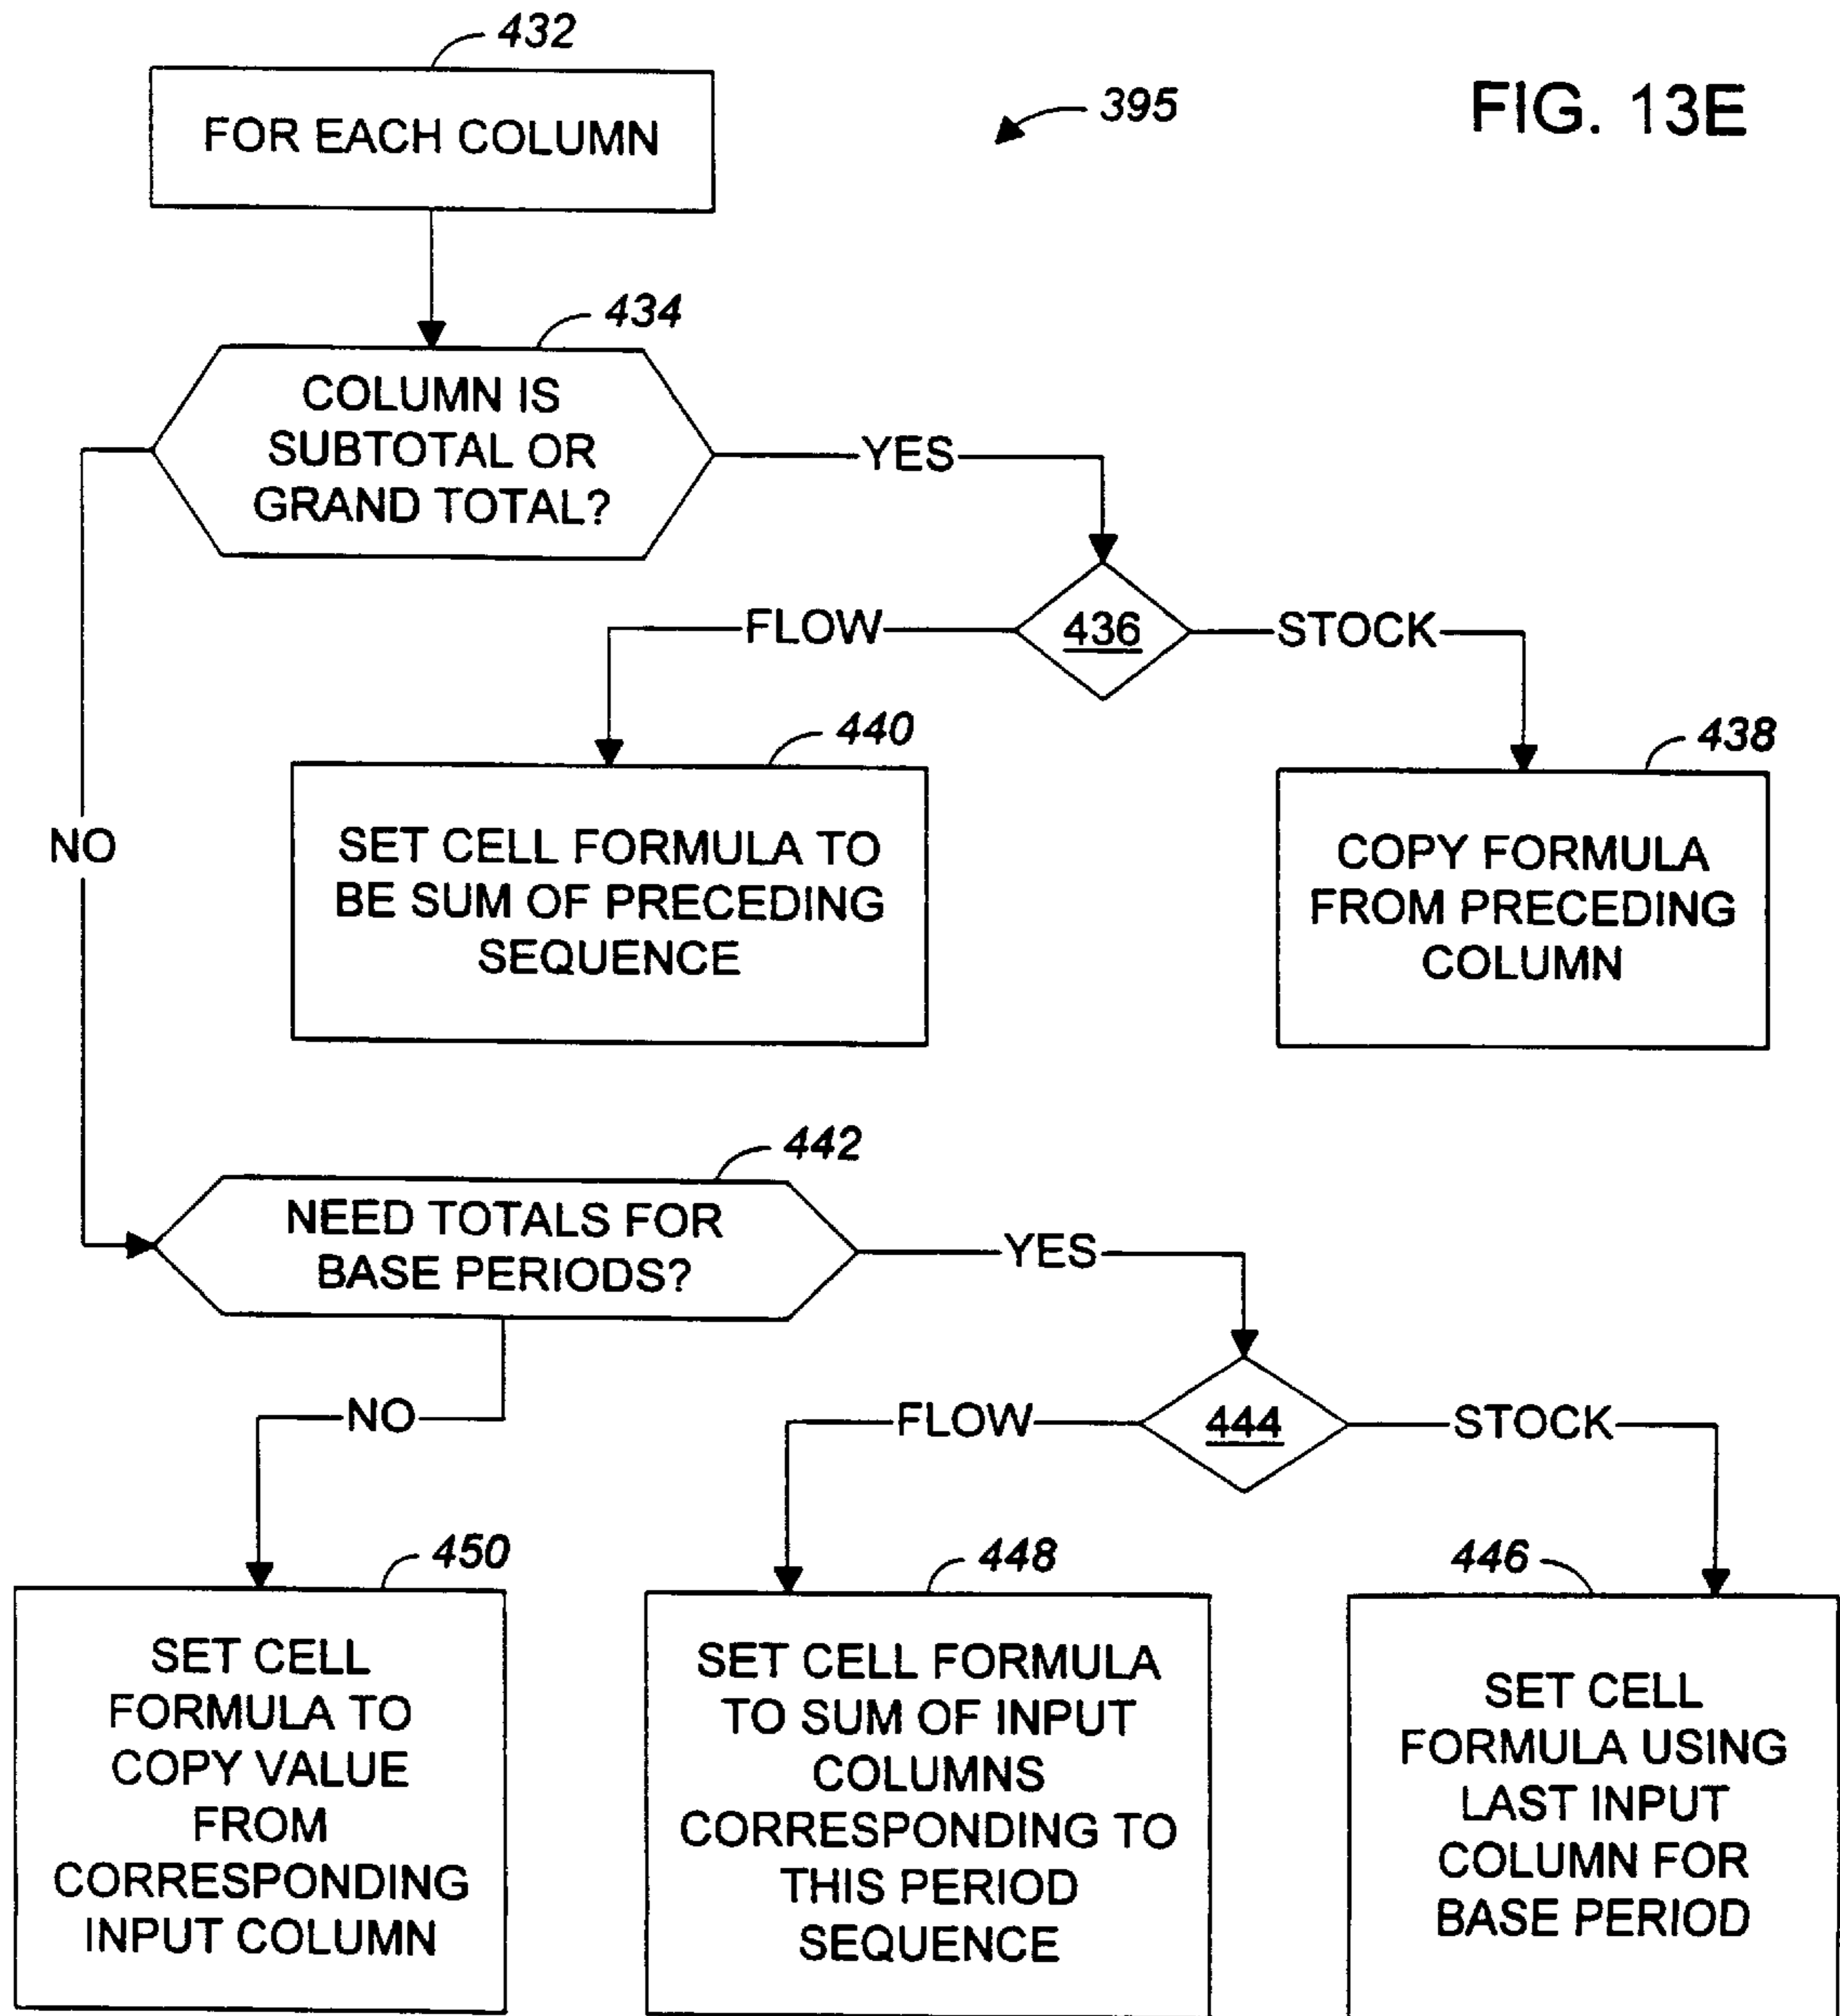 432
FOR EACH COLUMN
395
FIG. 13E
434
COLUMN IS
SUBTOTAL OR
GRAND TOTAL?
YES
FLOW
436
STOCK
440
SET CELL FORMULA TO
BE SUM OF PRECEDING
SEQUENCE
438
COPY FORMULA
FROM PRECEDING
COLUMN
NO
442
NEED TOTALS FOR
BASE PERIODS?
YES
NO
FLOW
444
STOCK
450
SET CELL
FORMULA TO
COPY VALUE
FROM
CORRESPONDING
INPUT COLUMN
448
SET CELL FORMULA
TO SUM OF INPUT
COLUMNS
CORRESPONDING TO
THIS PERIOD
SEQUENCE
446
SET CELL
FORMULA USING
LAST INPUT
COLUMN FOR
BASE PERIOD